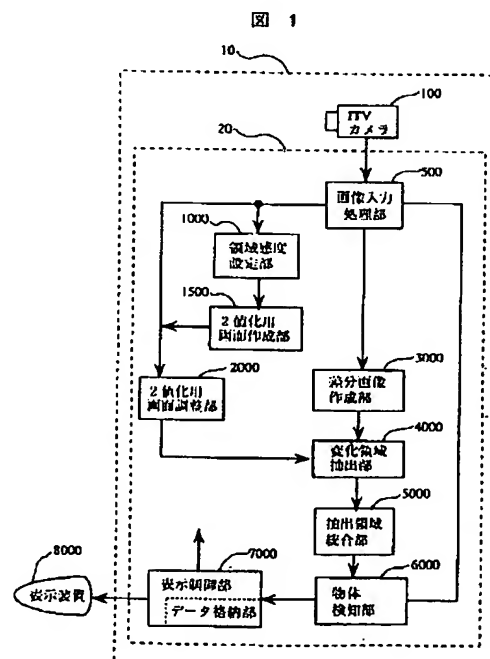 図 1
10
100
ITV
カメラ
20
500
画像入力
処理部
1000
領域感度
設定部
1500
2値化用
画面作成部
2000
2値化用
画面調整部
3000
差分画像
作成部
4000
変化領域
抽出部
5000
抽出領域
統合部
6000
物体
検知部
7000
表示制御部
データ格納部
8000
表示装置